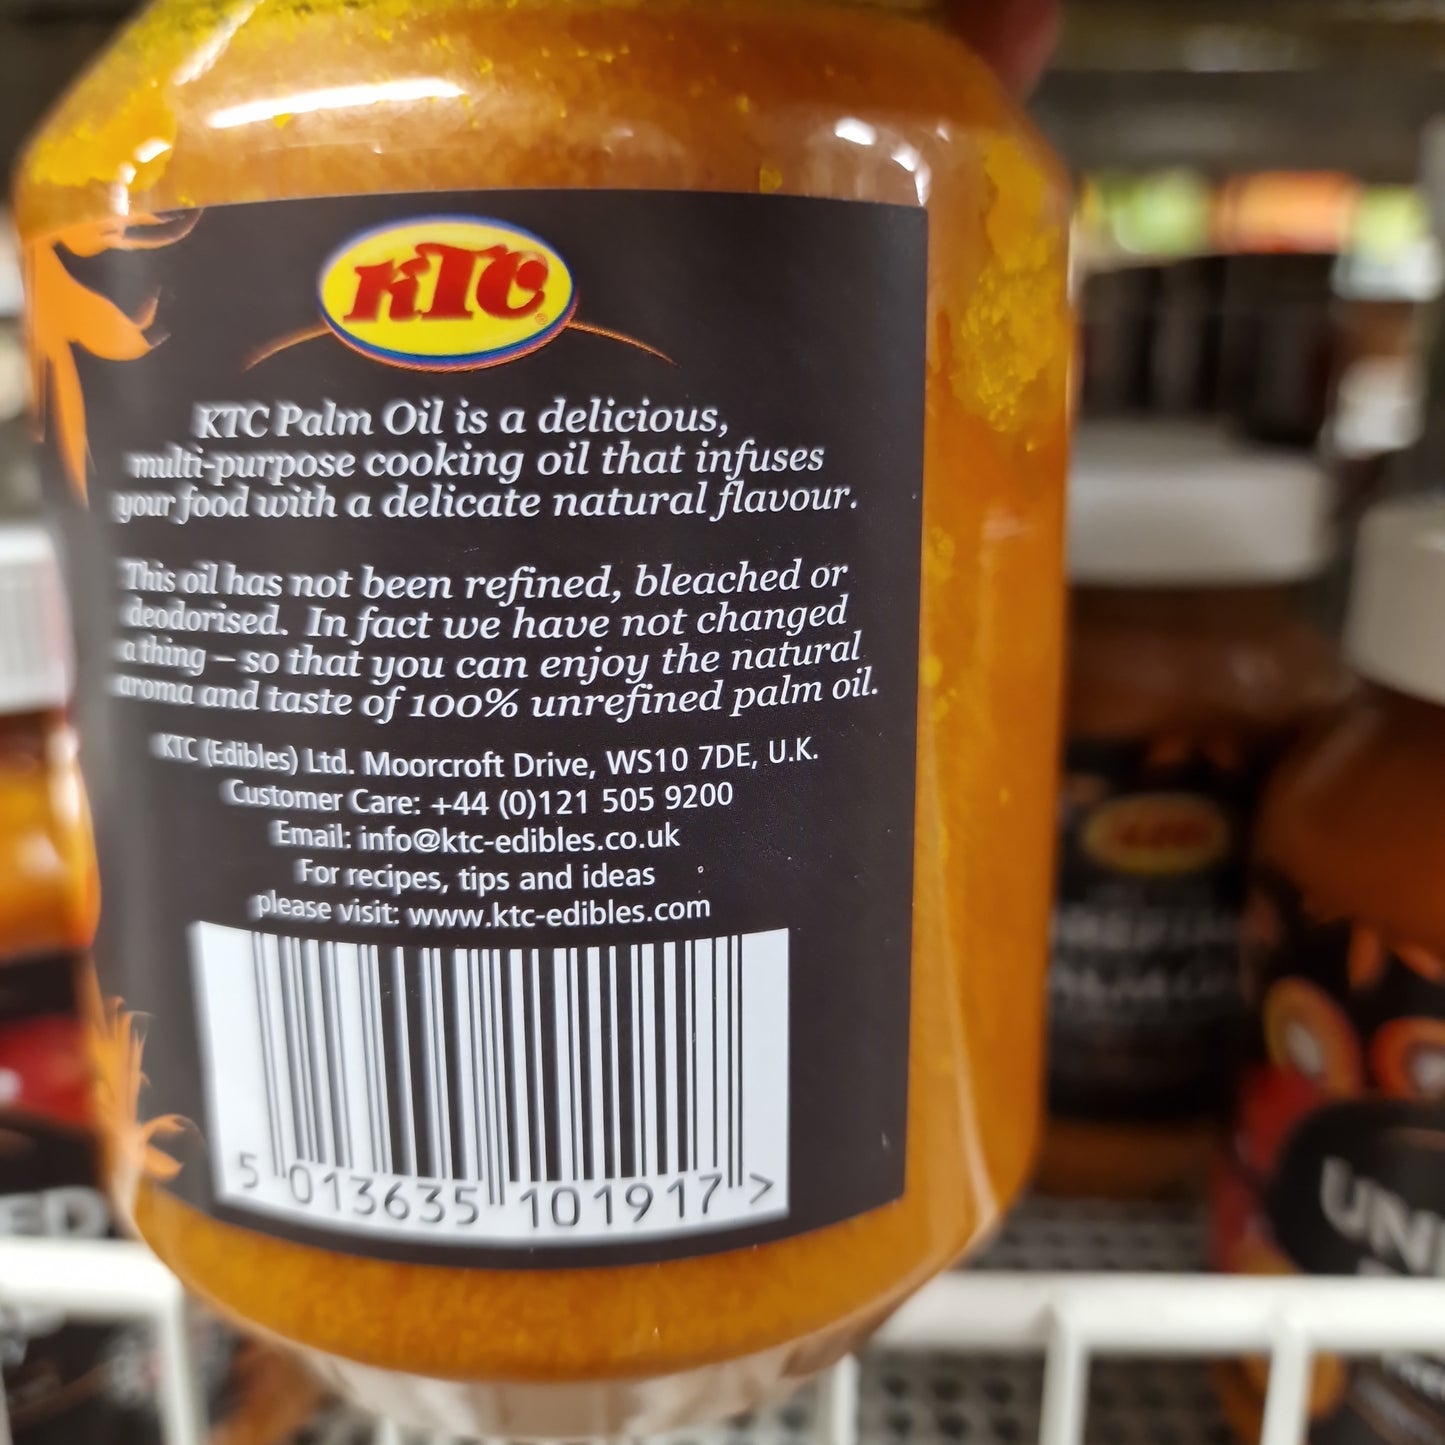 KTC®
KTC Palm Oil is a delicious,
multi-purpose cooking oil that infuses
your food with a delicate natural flavour.
This oil has not been refined, bleached or
deodorised. In fact we have not changed
a thing – so that you can enjoy the natural
aroma and taste of 100% unrefined palm oil.
KTC (Edibles) Ltd. Moorcroft Drive, WS10 7DE, U.K.
Customer Care: +44 (0)121 505 9200
Email: info@ktc-edibles.co.uk
For recipes, tips and ideas
please visit: www.ktc-edibles.com
5 013635 101917 >
ED
UN